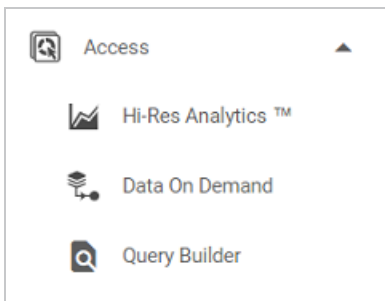 Access
Hi-Res Analytics ™
Data On Demand
Query Builder